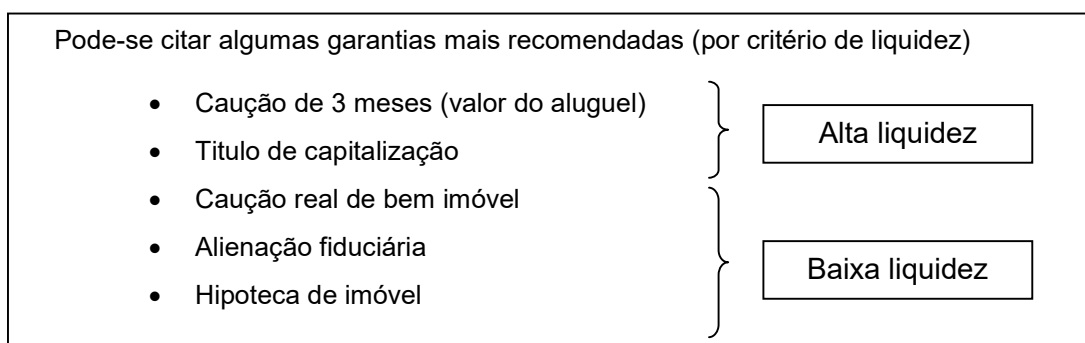 Pode-se citar algumas garantias mais recomendadas (por critério de liquidez)
• Caução de 3 meses (valor do aluguel)
• Titulo de capitalização
Alta liquidez
• Caução real de bem imóvel
• Alienação fiduciária
• Hipoteca de imóvel
Baixa liquidez